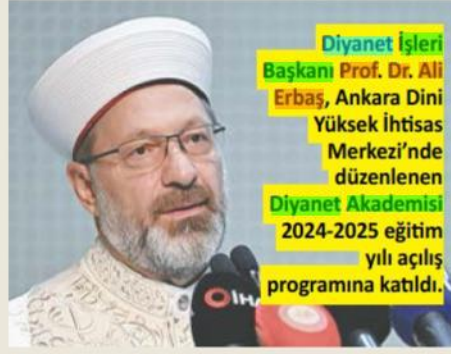 Diyanet İşleri
Başkanı Prof. Dr. Ali
Erbaş, Ankara Dini
Yüksek İhtisas
Merkezi’nde
düzenlenen
Diyanet Akademisi
2024-2025 eğitim
yılı açılış
programına katıldı.
İHA